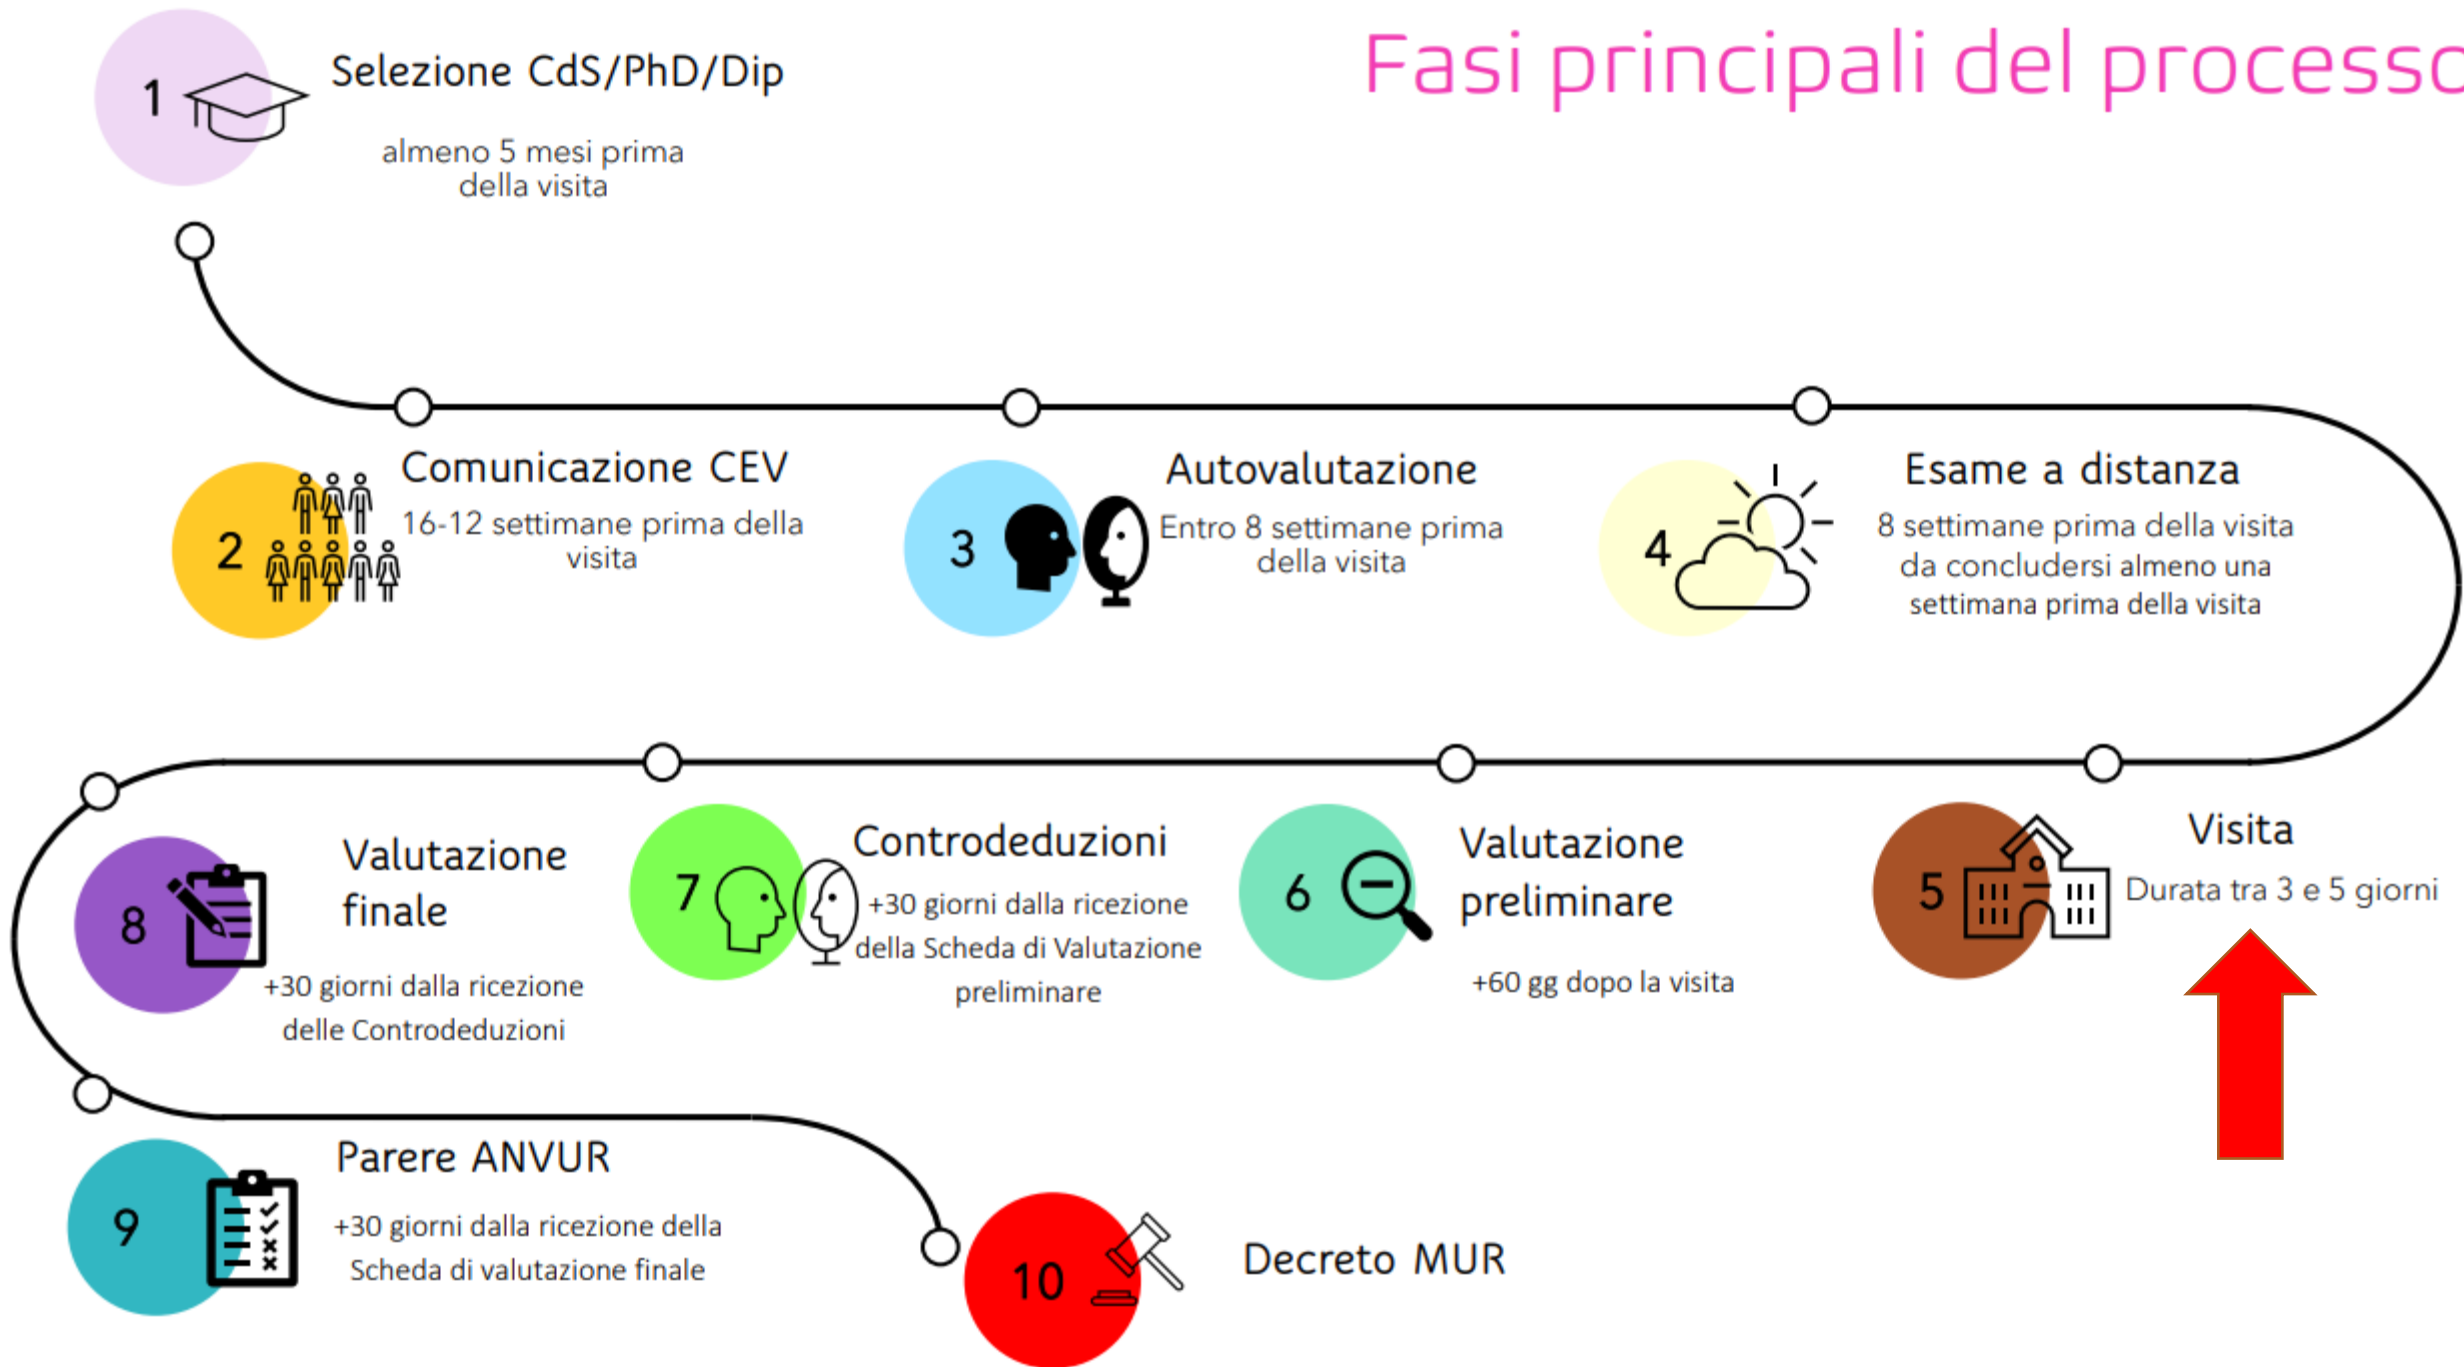 Fasi principali del processo
1
Selezione CdS/PhD/Dip
almeno 5 mesi prima
della visita
2
Comunicazione CEV
16-12 settimane prima della
visita
3
Autovalutazione
Entro 8 settimane prima
della visita
4
Esame a distanza
8 settimane prima della visita
da concludersi almeno una
settimana prima della visita
5
Visita
Durata tra 3 e 5 giorni
6
Valutazione
preliminare
+60 gg dopo la visita
7
Controdeduzioni
+30 giorni dalla ricezione
della Scheda di Valutazione
preliminare
8
Valutazione
finale
+30 giorni dalla ricezione
delle Controdeduzioni
9
Parere ANVUR
+30 giorni dalla ricezione della
Scheda di valutazione finale
10
Decreto MUR